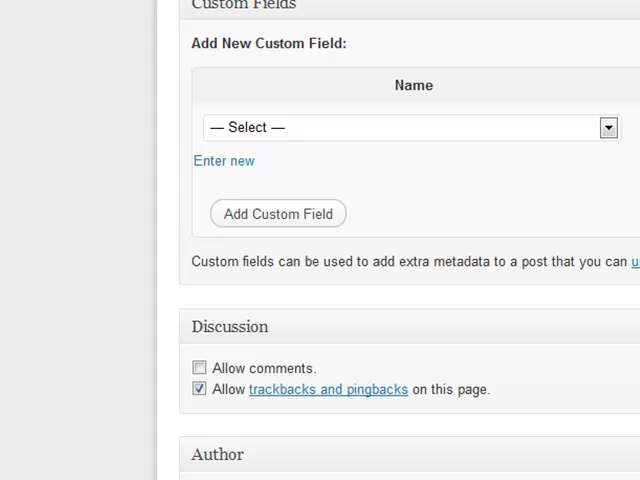 Custom Fields
Add New Custom Field:
Name
— Select —
Enter new
Add Custom Field
Custom fields can be used to add extra metadata to a post that you can
Discussion
Allow comments.
Allow trackbacks and pingbacks on this page.
Author